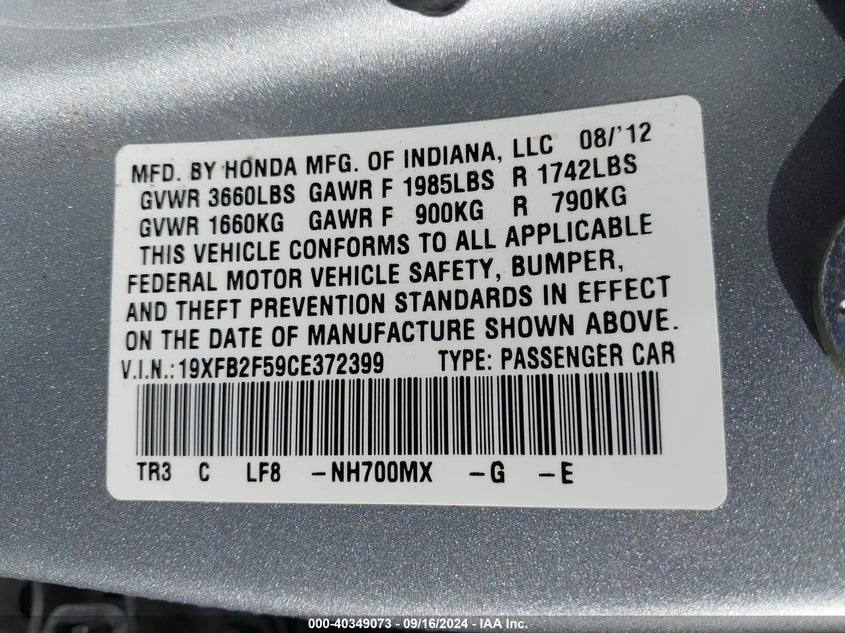 MFD. BY HONDA MFG. OF INDIANA, LLC 08/'12
GVWR 3660LBS GAWR F 1985LBS R 1742LBS
GVWR 1660KG GAWR F 900KG R 790KG
THIS VEHICLE CONFORMS TO ALL APPLICABLE
FEDERAL MOTOR VEHICLE SAFETY, BUMPER,
AND THEFT PREVENTION STANDARDS IN EFFECT
ON THE DATE OF MANUFACTURE SHOWN ABOVE.
V.I.N.:19XFB2F59CE372399 TYPE: PASSENGER CAR
TR3 C LF8 -NH700MX -G -E
000-40349073 - 09/16/2024 - IAA Inc.